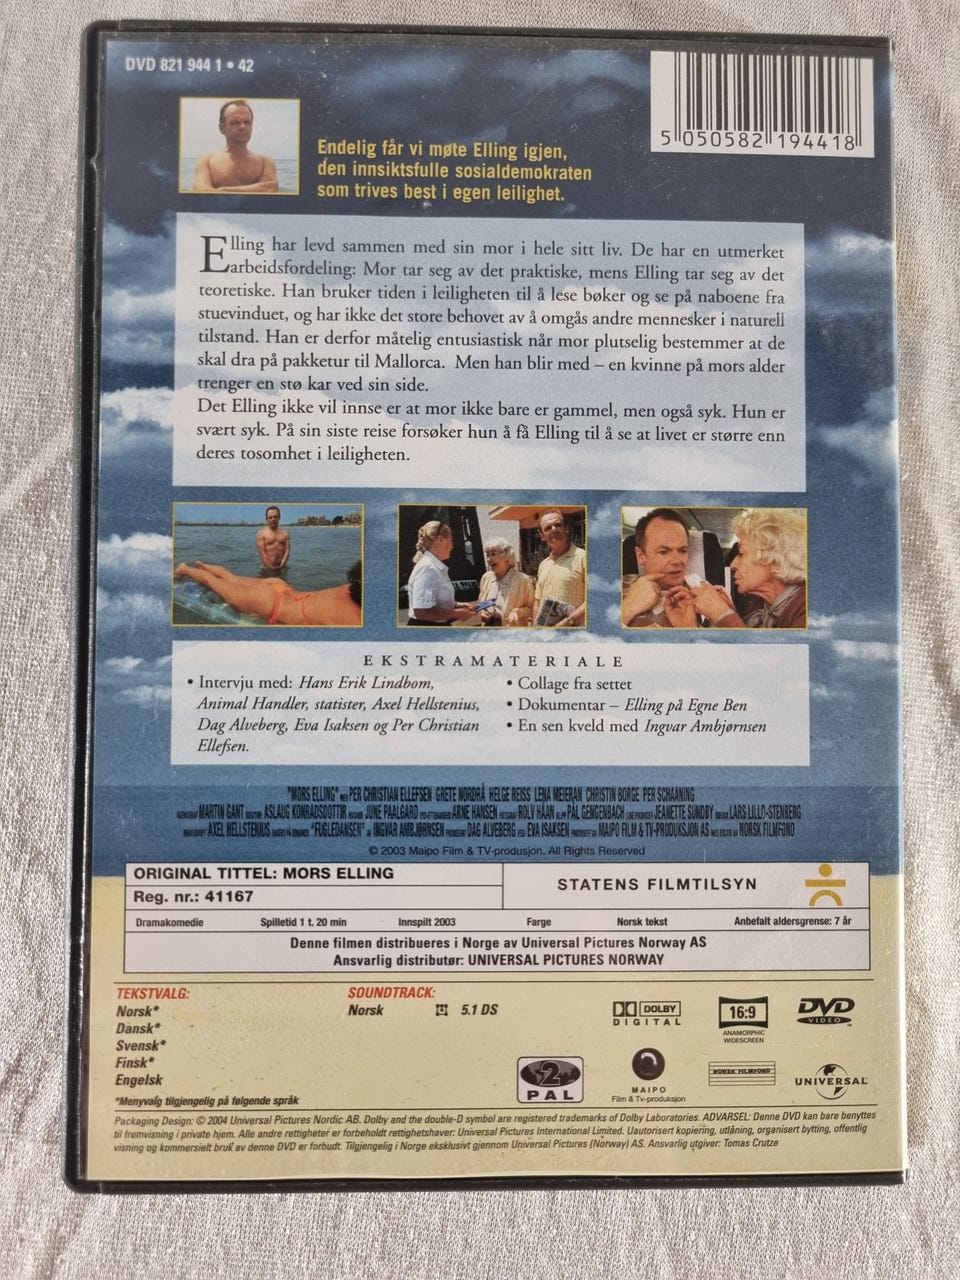 DVD 821 944 1 • 42
5 050582 194418
Endelig får vi møte Elling igjen,
den innsiktsfulle sosialdemokraten
som trives best i egen leilighet.
Elling har levd sammen med sin mor i hele sitt liv. De har en utmerket
arbeidsfordeling: Mor tar seg av det praktiske, mens Elling tar seg av det
teoretiske. Han bruker tiden i leiligheten til å lese bøker og se på naboene fra
stuevinduet, og har ikke det store behovet av å omgås andre mennesker i naturell
tilstand. Han er derfor måtelig entusiastisk når mor plutselig bestemmer at de
skal dra på pakketur til Mallorca. Men han blir med – en kvinne på mors alder
trenger en stø kar ved sin side.
Det Elling ikke vil innse er at mor ikke bare er gammel, men også syk. Hun er
svært syk. På sin siste reise forsøker hun å få Elling til å se at livet er større enn
deres tosomhet i leiligheten.
EKSTRAMATERIALE
• Intervju med: Hans Erik Lindbom,
Animal Handler, statister, Axel Hellstenius,
Dag Alveberg, Eva Isaksen og Per Christian
Ellefsen.
• Collage fra settet
• Dokumentar – Elling på Egne Ben
• En sen kveld med Ingvar Ambjørnsen
"MORS ELLING" PER CHRISTIAN ELLEFSEN GRETE NORDRÅ HELGE REISS LENA MEIERAN CHRISTIN BORGE PER SCHAANING
MARTIN GANT ASLAUG KONRADSDOTTIR JUNE PAALGARD ARNE HANSEN ROLV HÅAN PÅL GENGENBACH JEANETTE SUNDBY LARS LILLO-STENBERG
AXEL HELLSTENIUS "FUGLEDANSEN" INGVAR AMBJØRNSEN DAG ALVEBERG EVA ISAKSEN MAIPO FILM & TV-PRODUKSJON AS NORSK FILMFOND
© 2003 Maipo Film & TV-produsjon. All Rights Reserved
ORIGINAL TITTEL: MORS ELLING
Reg. nr.: 41167
STATENS FILMTILSYN
Dramakomedie Spilletid 1 t. 20 min Innspilt 2003 Farge Norsk tekst Anbefalt aldersgrense: 7 år
Denne filmen distribueres i Norge av Universal Pictures Norway AS
Ansvarlig distributør: UNIVERSAL PICTURES NORWAY
TEKSTVALG:
Norsk*
Dansk*
Svensk*
Finsk*
Engelsk
*Menyvalg tilgjengelig på følgende språk
SOUNDTRACK:
Norsk 5.1 DS
DOLBY
DIGITAL
16:9
ANAMORPHIC
WIDESCREEN
DVD
VIDEO
2
PAL
MAIPO
Film & Tv-produksjon
NORSK FILMFOND
UNIVERSAL
Packaging Design: © 2004 Universal Pictures Nordic AB. Dolby and the double-D symbol are registered trademarks of Dolby Laboratories. ADVARSEL: Denne DVD kan bare benyttes
til fremvisning i private hjem. Alle andre rettigheter er forbeholdt rettighetshaver: Universal Pictures International Limited. Uautorisert kopiering, utlåning, organisert bytting, offentlig
visning og kommersielt bruk av denne DVD er forbudt. Tilgjengelig i Norge eksklusivt gjennom Universal Pictures (Norway) AS. Ansvarlig utgiver: Tomas Crutze